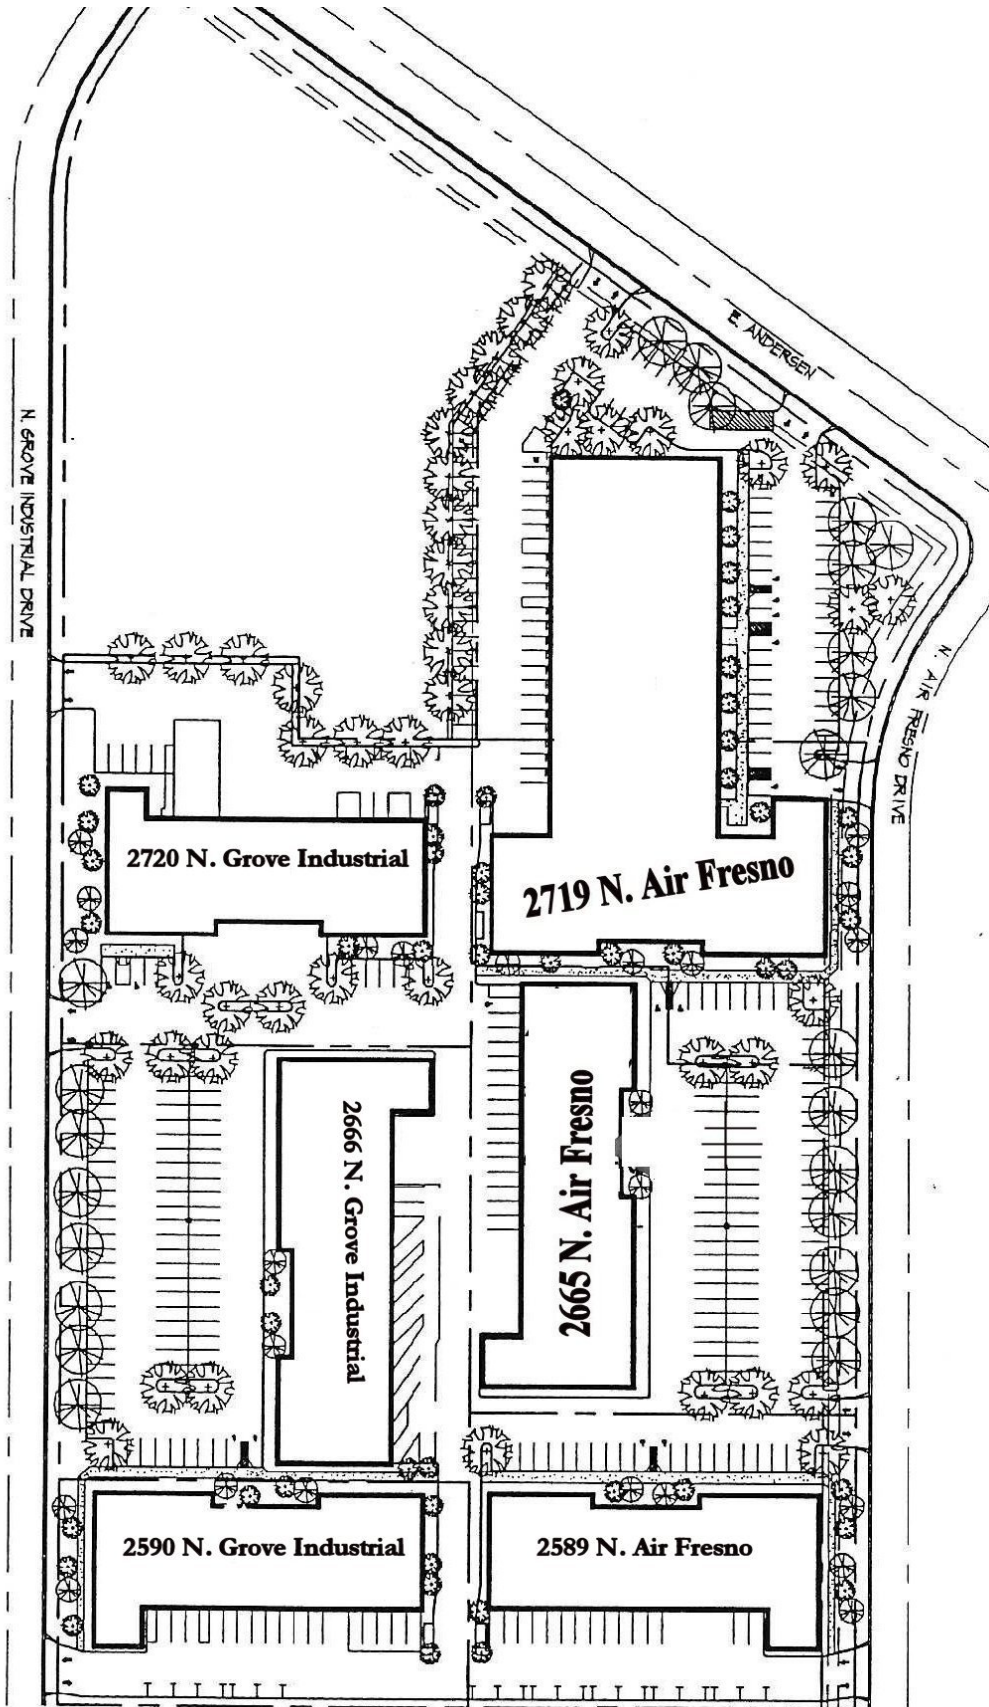 E. ANDERSEN
N. GROVE INDUSTRIAL DRIVE
N. AIR FRESNO DRIVE
2720 N. Grove Industrial
2719 N. Air Fresno
2666 N. Grove Industrial
2665 N. Air Fresno
2590 N. Grove Industrial
2589 N. Air Fresno